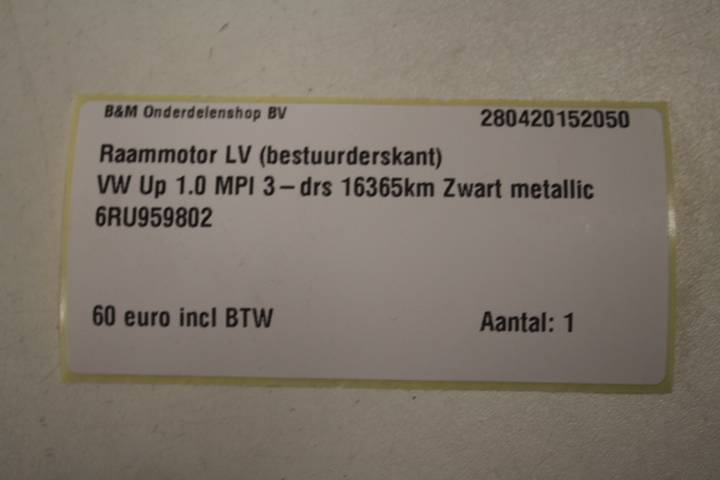 B&M Onderdelenshop BV 280420152050
Raammotor LV (bestuurderskant)
VW Up 1.0 MPI 3-drs 16365km Zwart metallic
6RU959802
60 euro incl BTW Aantal: 1